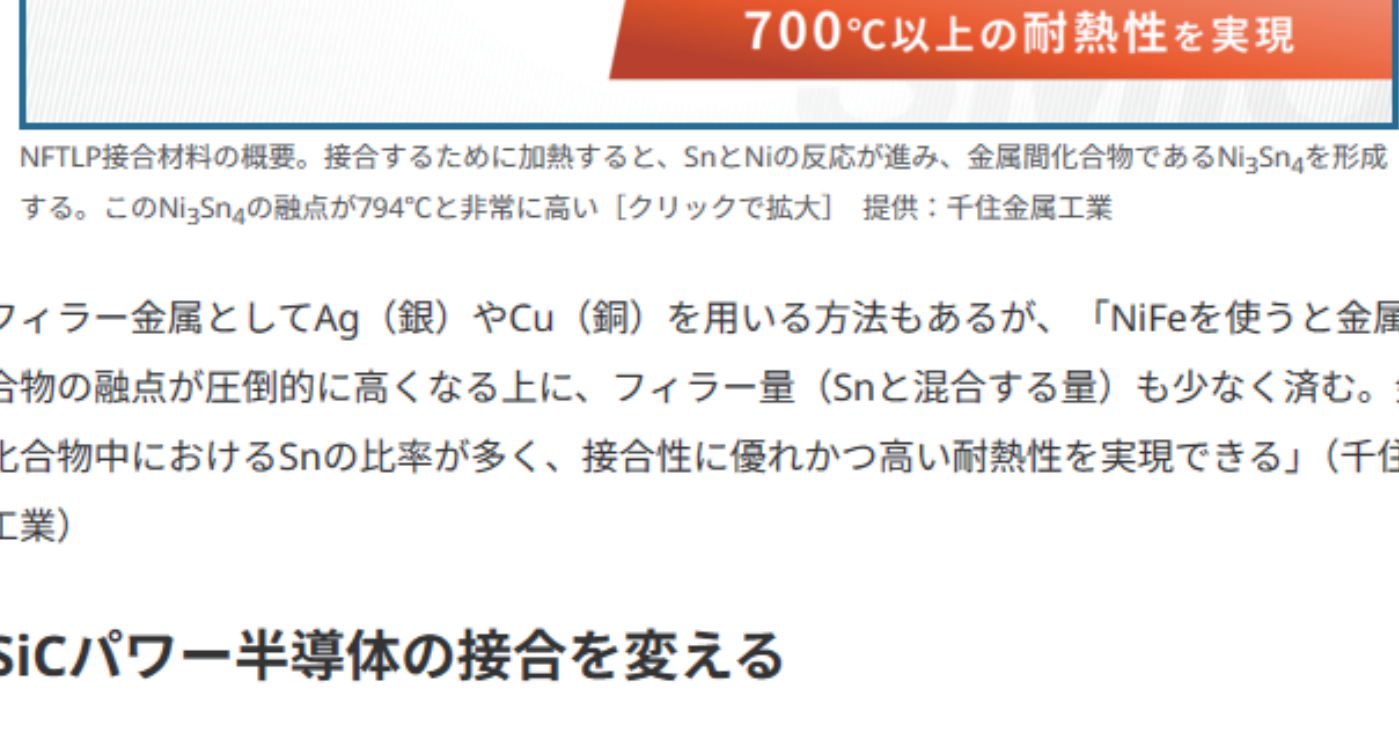 700℃以上の耐熱性を実現
NFTLP接合材料の概要。接合するために加熱すると、SnとNiの反応が進み、金属間化合物であるNi₃Sn₄を形成
する。このNi₃Sn₄の融点が794℃と非常に高い［クリックで拡大］ 提供：千住金属工業
フィラー金属としてAg（銀）やCu（銅）を用いる方法もあるが、「NiFeを使うと金属
合物の融点が圧倒的に高くなる上に、フィラー量（Snと混合する量）も少なく済む。
化合物中におけるSnの比率が多く、接合性に優れかつ高い耐熱性を実現できる」（千住
工業）
SiCパワー半導体の接合を変える